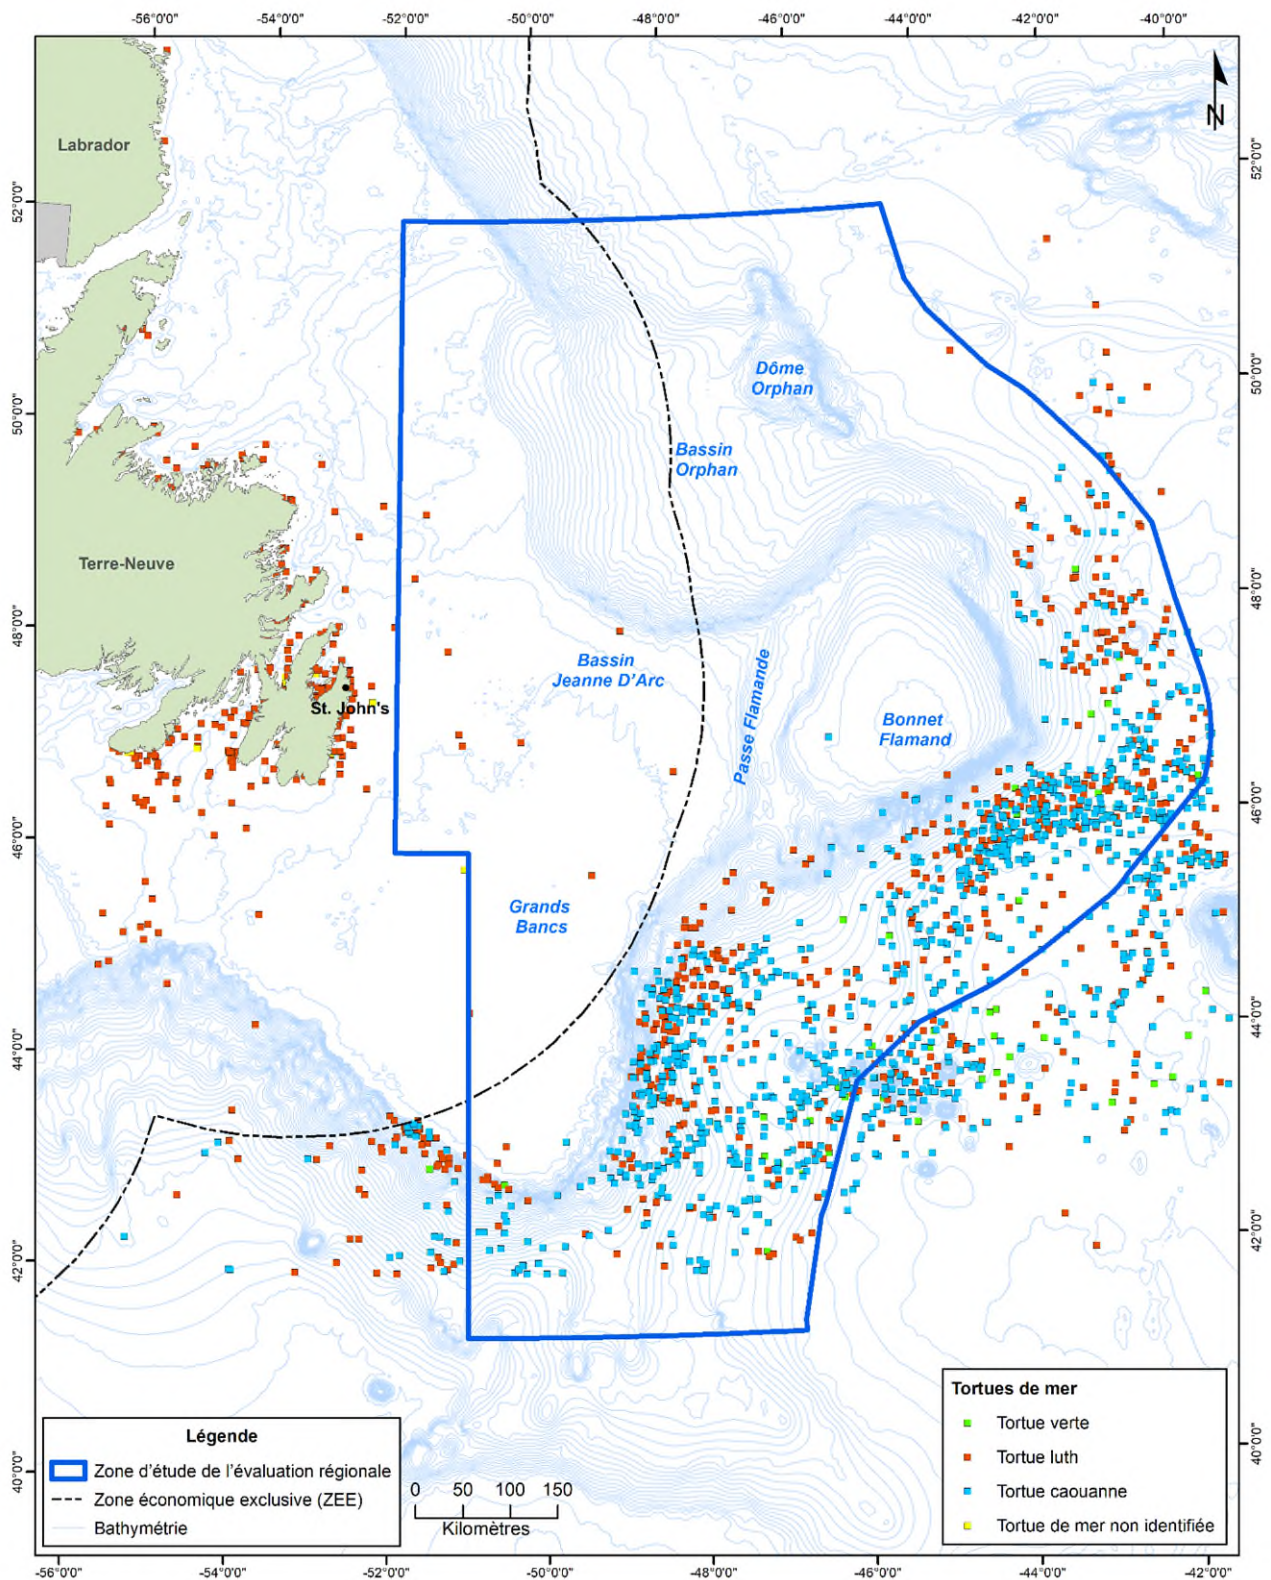 -56°0'0" -54°0'0" -52°0'0" -50°0'0" -48°0'0" -46°0'0" -44°0'0" -42°0'0" -40°0'0"
N
Labrador
52°0'0"
52°0'0"
Dôme
Orphan
50°0'0"
50°0'0"
Bassin
Orphan
Terre-Neuve
48°0'0"
48°0'0"
Bassin
Jeanne D'Arc
Passe Flamande
St. John's
Bonnet
Flamand
46°0'0"
46°0'0"
Grands
Bancs
44°0'0"
44°0'0"
42°0'0"
42°0'0"
40°0'0"
40°0'0"
Légende
Zone d'étude de l'évaluation régionale
Zone économique exclusive (ZEE)
Bathymétrie
0 50 100 150
Kilomètres
Tortues de mer
Tortue verte
Tortue luth
Tortue caouanne
Tortue de mer non identifiée
-56°0'0" -54°0'0" -52°0'0" -50°0'0" -48°0'0" -46°0'0" -44°0'0" -42°0'0"